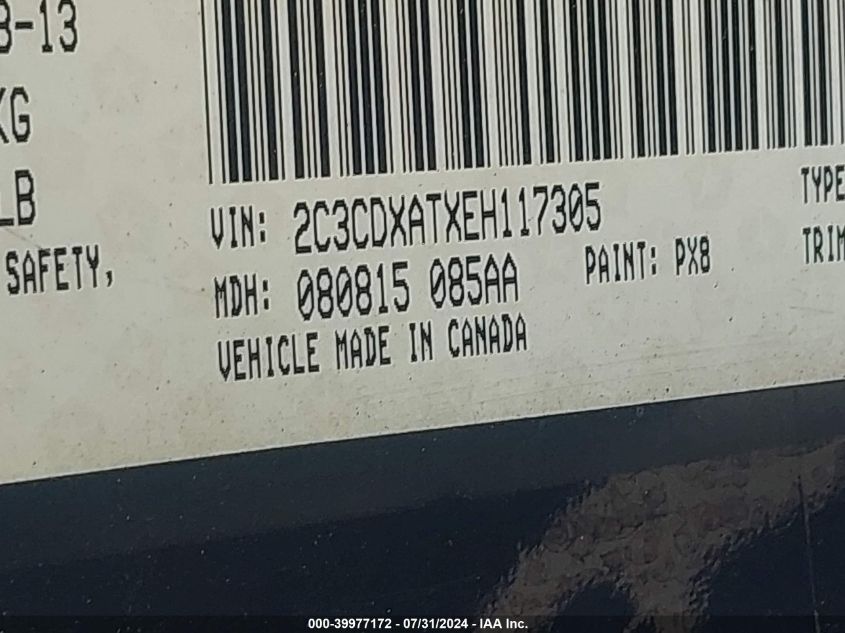 8-13
KG
LB
SAFETY,
VIN: 2C3CDXATXEH117305
MDH: 080815 085AA
PAINT: PX8
VEHICLE MADE IN CANADA
TYPE
TRIM
000-39977172 - 07/31/2024 - IAA Inc.